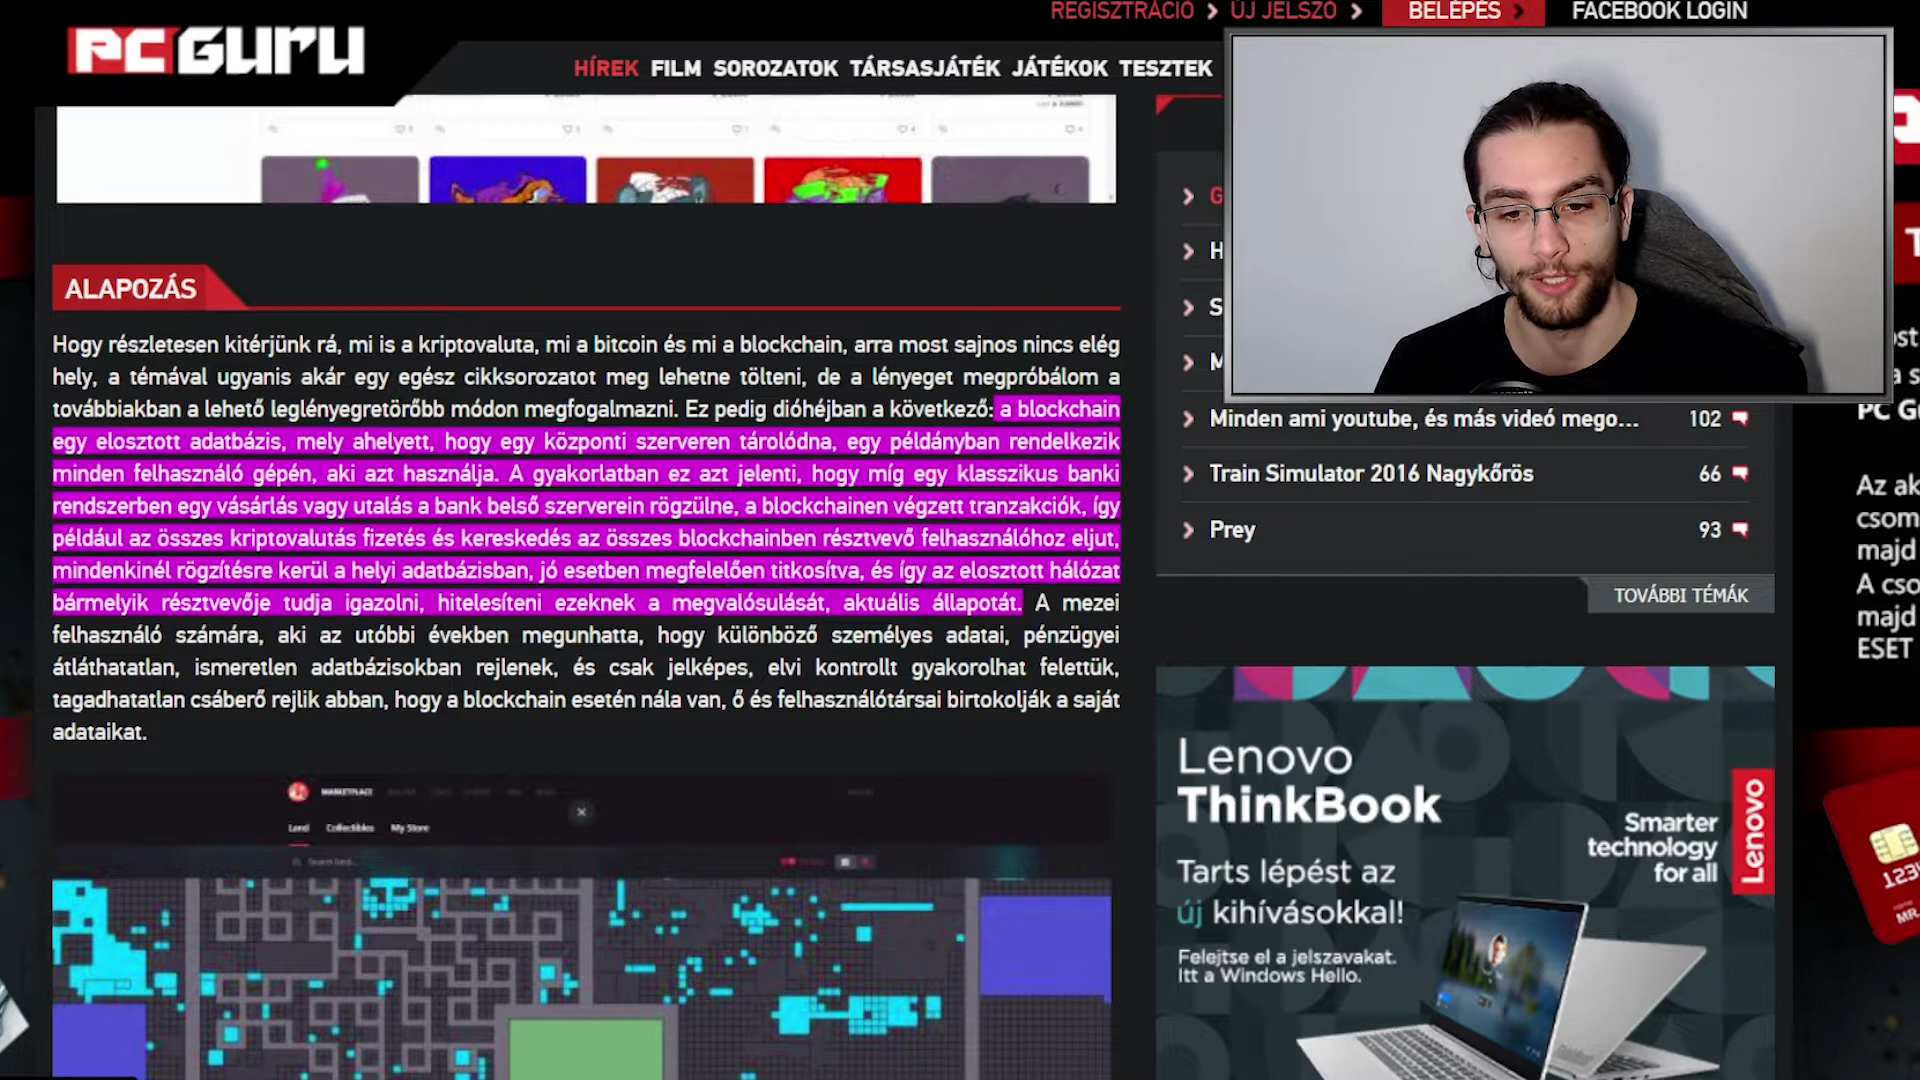 REGISZTRÁCIÓ
ÚJ JELSZÓ
BELÉPÉS
FACEBOOK LOGIN
PC GURU
HÍREK FILM SOROZATOK TÁRSASJÁTÉK JÁTÉKOK TESZTEK
ALAPOZÁS
Hogy részletesen kitérjünk rá, mi is a kriptovaluta, mi a bitcoin és mi a blockchain, arra most sajnos nincs elég
hely, a témával ugyanis akár egy egész cikksorozatot meg lehetne tölteni, de a lényeget megpróbálom a
továbbiakban a lehető leglényegretörőbb módon megfogalmazni. Ez pedig dióhéjban a következő: a blockchain
egy elosztott adatbázis, mely ahelyett, hogy egy központi szerveren tárolódna, egy példányban rendelkezik
minden felhasználó gépén, aki azt használja. A gyakorlatban ez azt jelenti, hogy míg egy klasszikus banki
rendszerben egy vásárlás vagy utalás a bank belső szerverein rögzülne, a blockchainen végzett tranzakciók, így
például az összes kriptovalutás fizetés és kereskedés az összes blockchainben résztvevő felhasználóhoz eljut,
mindenkinél rögzítésre kerül a helyi adatbázisban, jó esetben megfelelően titkosítva, és így az elosztott hálózat
bármelyik résztvevője tudja igazolni, hitelesíteni ezeknek a megvalósulását, aktuális állapotát. A mezei
felhasználó számára, aki az utóbbi években megunhatta, hogy különböző személyes adatai, pénzügyei
átláthatatlan, ismeretlen adatbázisokban rejlenek, és csak jelképes, elvi kontrollt gyakorolhat felettük,
tagadhatatlan csáberő rejlik abban, hogy a blockchain esetén nála van, ő és felhasználótársai birtokolják a saját
adataikat.
MARKETPLACE
Land Collectibles My Store
G
H
S
M
Minden ami youtube, és más videó mego... 102
Train Simulator 2016 Nagykőrös 66
Prey 93
TOVÁBBI TÉMÁK
Lenovo
ThinkBook
Smarter
technology
for all
Lenovo
Tarts lépést az
új kihívásokkal!
Felejtse el a jelszavakat.
Itt a Windows Hello.
PC G
Az ak
csom
majd
A cso
majd
ESET
MR.